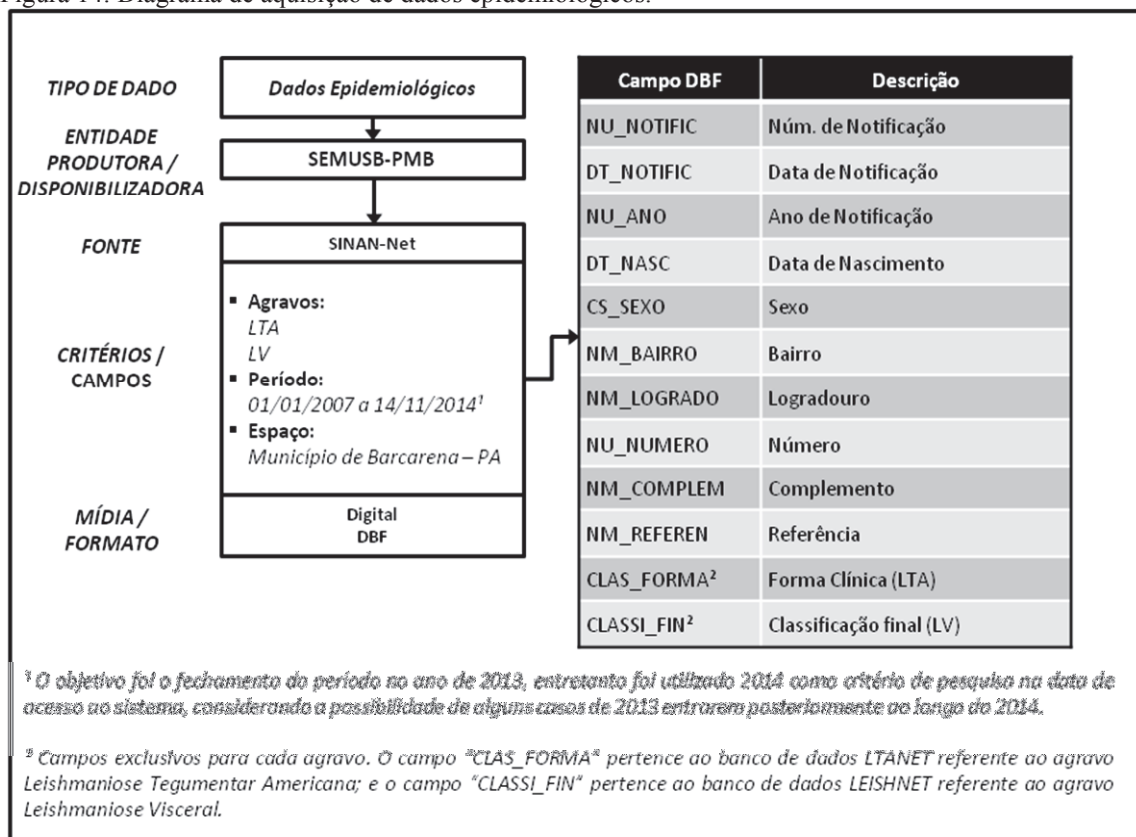 Figura 14: Diagrama de aquisição de dados epidemiológicos.
TIPO DE DADO
Dados Epidemiológicos
ENTIDADE
PRODUTORA /
DISPONIBILIZADORA
SEMUSB-PMB
FONTE
SINAN-Net
CRITÉRIOS /
CAMPOS
▪ Agravos:
LTA
LV
▪ Período:
01/01/2007 a 14/11/2014¹
▪ Espaço:
Município de Barcarena – PA
MÍDIA /
FORMATO
Digital
DBF
Campo DBF Descrição
NU_NOTIFIC Núm. de Notificação
DT_NOTIFIC Data de Notificação
NU_ANO Ano de Notificação
DT_NASC Data de Nascimento
CS_SEXO Sexo
NM_BAIRRO Bairro
NM_LOGRADO Logradouro
NU_NUMERO Número
NM_COMPLEM Complemento
NM_REFEREN Referência
CLAS_FORMA² Forma Clínica (LTA)
CLASSI_FIN² Classificação final (LV)
¹ O objetivo foi o fechamento do período no ano de 2013, entretanto foi utilizado 2014 como critério de pesquisa na data de
acesso ao sistema, considerando a possibilidade de alguns casos de 2013 entrarem posteriormente ao longo do 2014.
² Campos exclusivos para cada agravo. O campo "CLAS_FORMA" pertence ao banco de dados LTANET referente ao agravo
Leishmaniose Tegumentar Americana; e o campo "CLASSI_FIN" pertence ao banco de dados LEISHNET referente ao agravo
Leishmaniose Visceral.